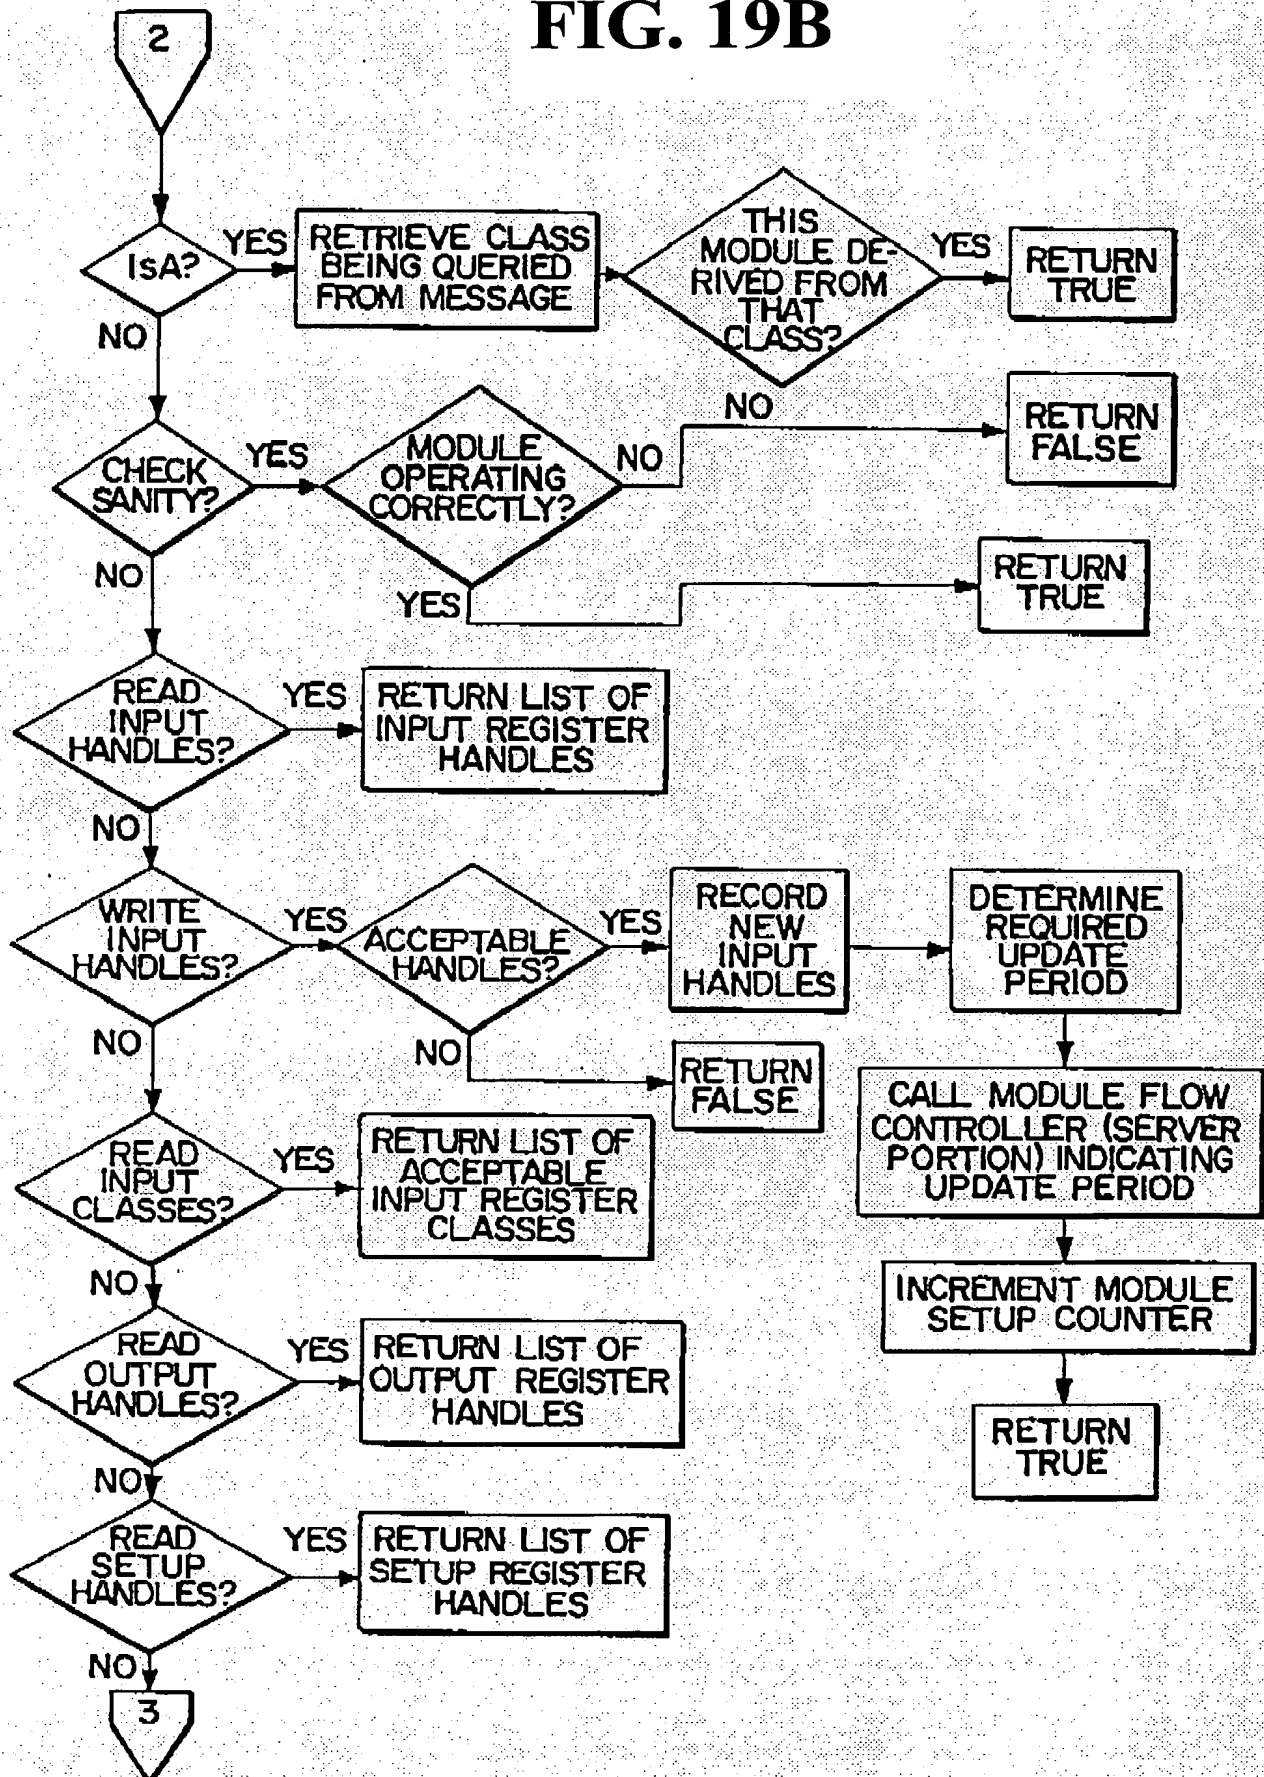 FIG. 19B
2
IsA?
YES
RETRIEVE CLASS
BEING QUERIED
FROM MESSAGE
THIS
MODULE DE-
RIVED FROM
THAT
CLASS?
YES
RETURN
TRUE
NO
NO
RETURN
FALSE
CHECK
SANITY?
YES
MODULE
OPERATING
CORRECTLY?
NO
YES
RETURN
TRUE
NO
READ
INPUT
HANDLES?
YES
RETURN LIST OF
INPUT REGISTER
HANDLES
NO
WRITE
INPUT
HANDLES?
YES
ACCEPTABLE
HANDLES?
YES
RECORD
NEW
INPUT
HANDLES
DETERMINE
REQUIRED
UPDATE
PERIOD
NO
NO
RETURN
FALSE
CALL MODULE FLOW
CONTROLLER (SERVER
PORTION) INDICATING
UPDATE PERIOD
READ
INPUT
CLASSES?
YES
RETURN LIST OF
ACCEPTABLE
INPUT REGISTER
CLASSES
NO
INCREMENT MODULE
SETUP COUNTER
READ
OUTPUT
HANDLES?
YES
RETURN LIST OF
OUTPUT REGISTER
HANDLES
RETURN
TRUE
NO
READ
SETUP
HANDLES?
YES
RETURN LIST OF
SETUP REGISTER
HANDLES
NO
3